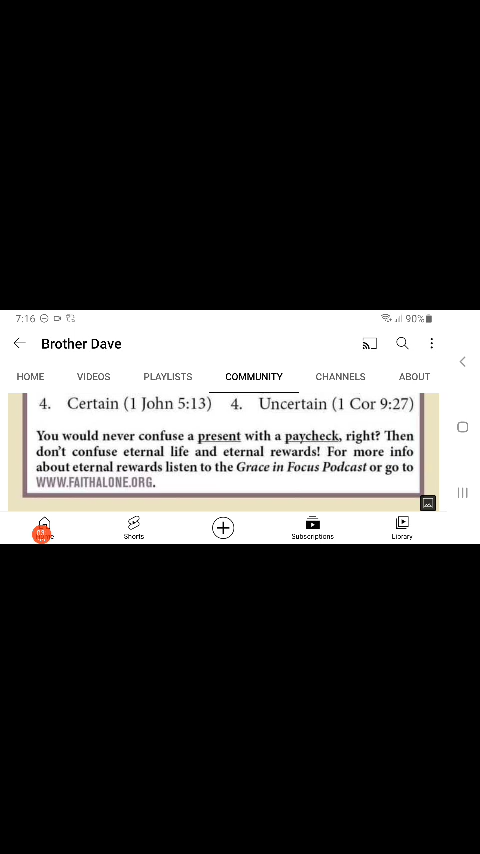 7:16 90%
Brother Dave
HOME VIDEOS PLAYLISTS COMMUNITY CHANNELS ABOUT
4. Certain (1 John 5:13) 4. Uncertain (1 Cor 9:27)
You would never confuse a present with a paycheck, right? Then
don't confuse eternal life and eternal rewards! For more info
about eternal rewards listen to the Grace in Focus Podcast or go to
WWW.FAITHALONE.ORG.
Shorts Subscriptions Library